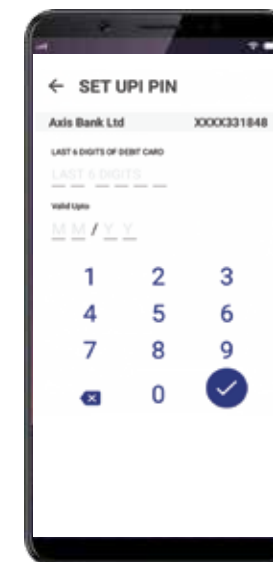 ← SET UPI PIN
Axis Bank Ltd XXXX331848
LAST 6 DIGITS OF DEBIT CARD
LAST 6 DIGITS
Valid Upto
M M / Y Y
1 2 3
4 5 6
7 8 9
0